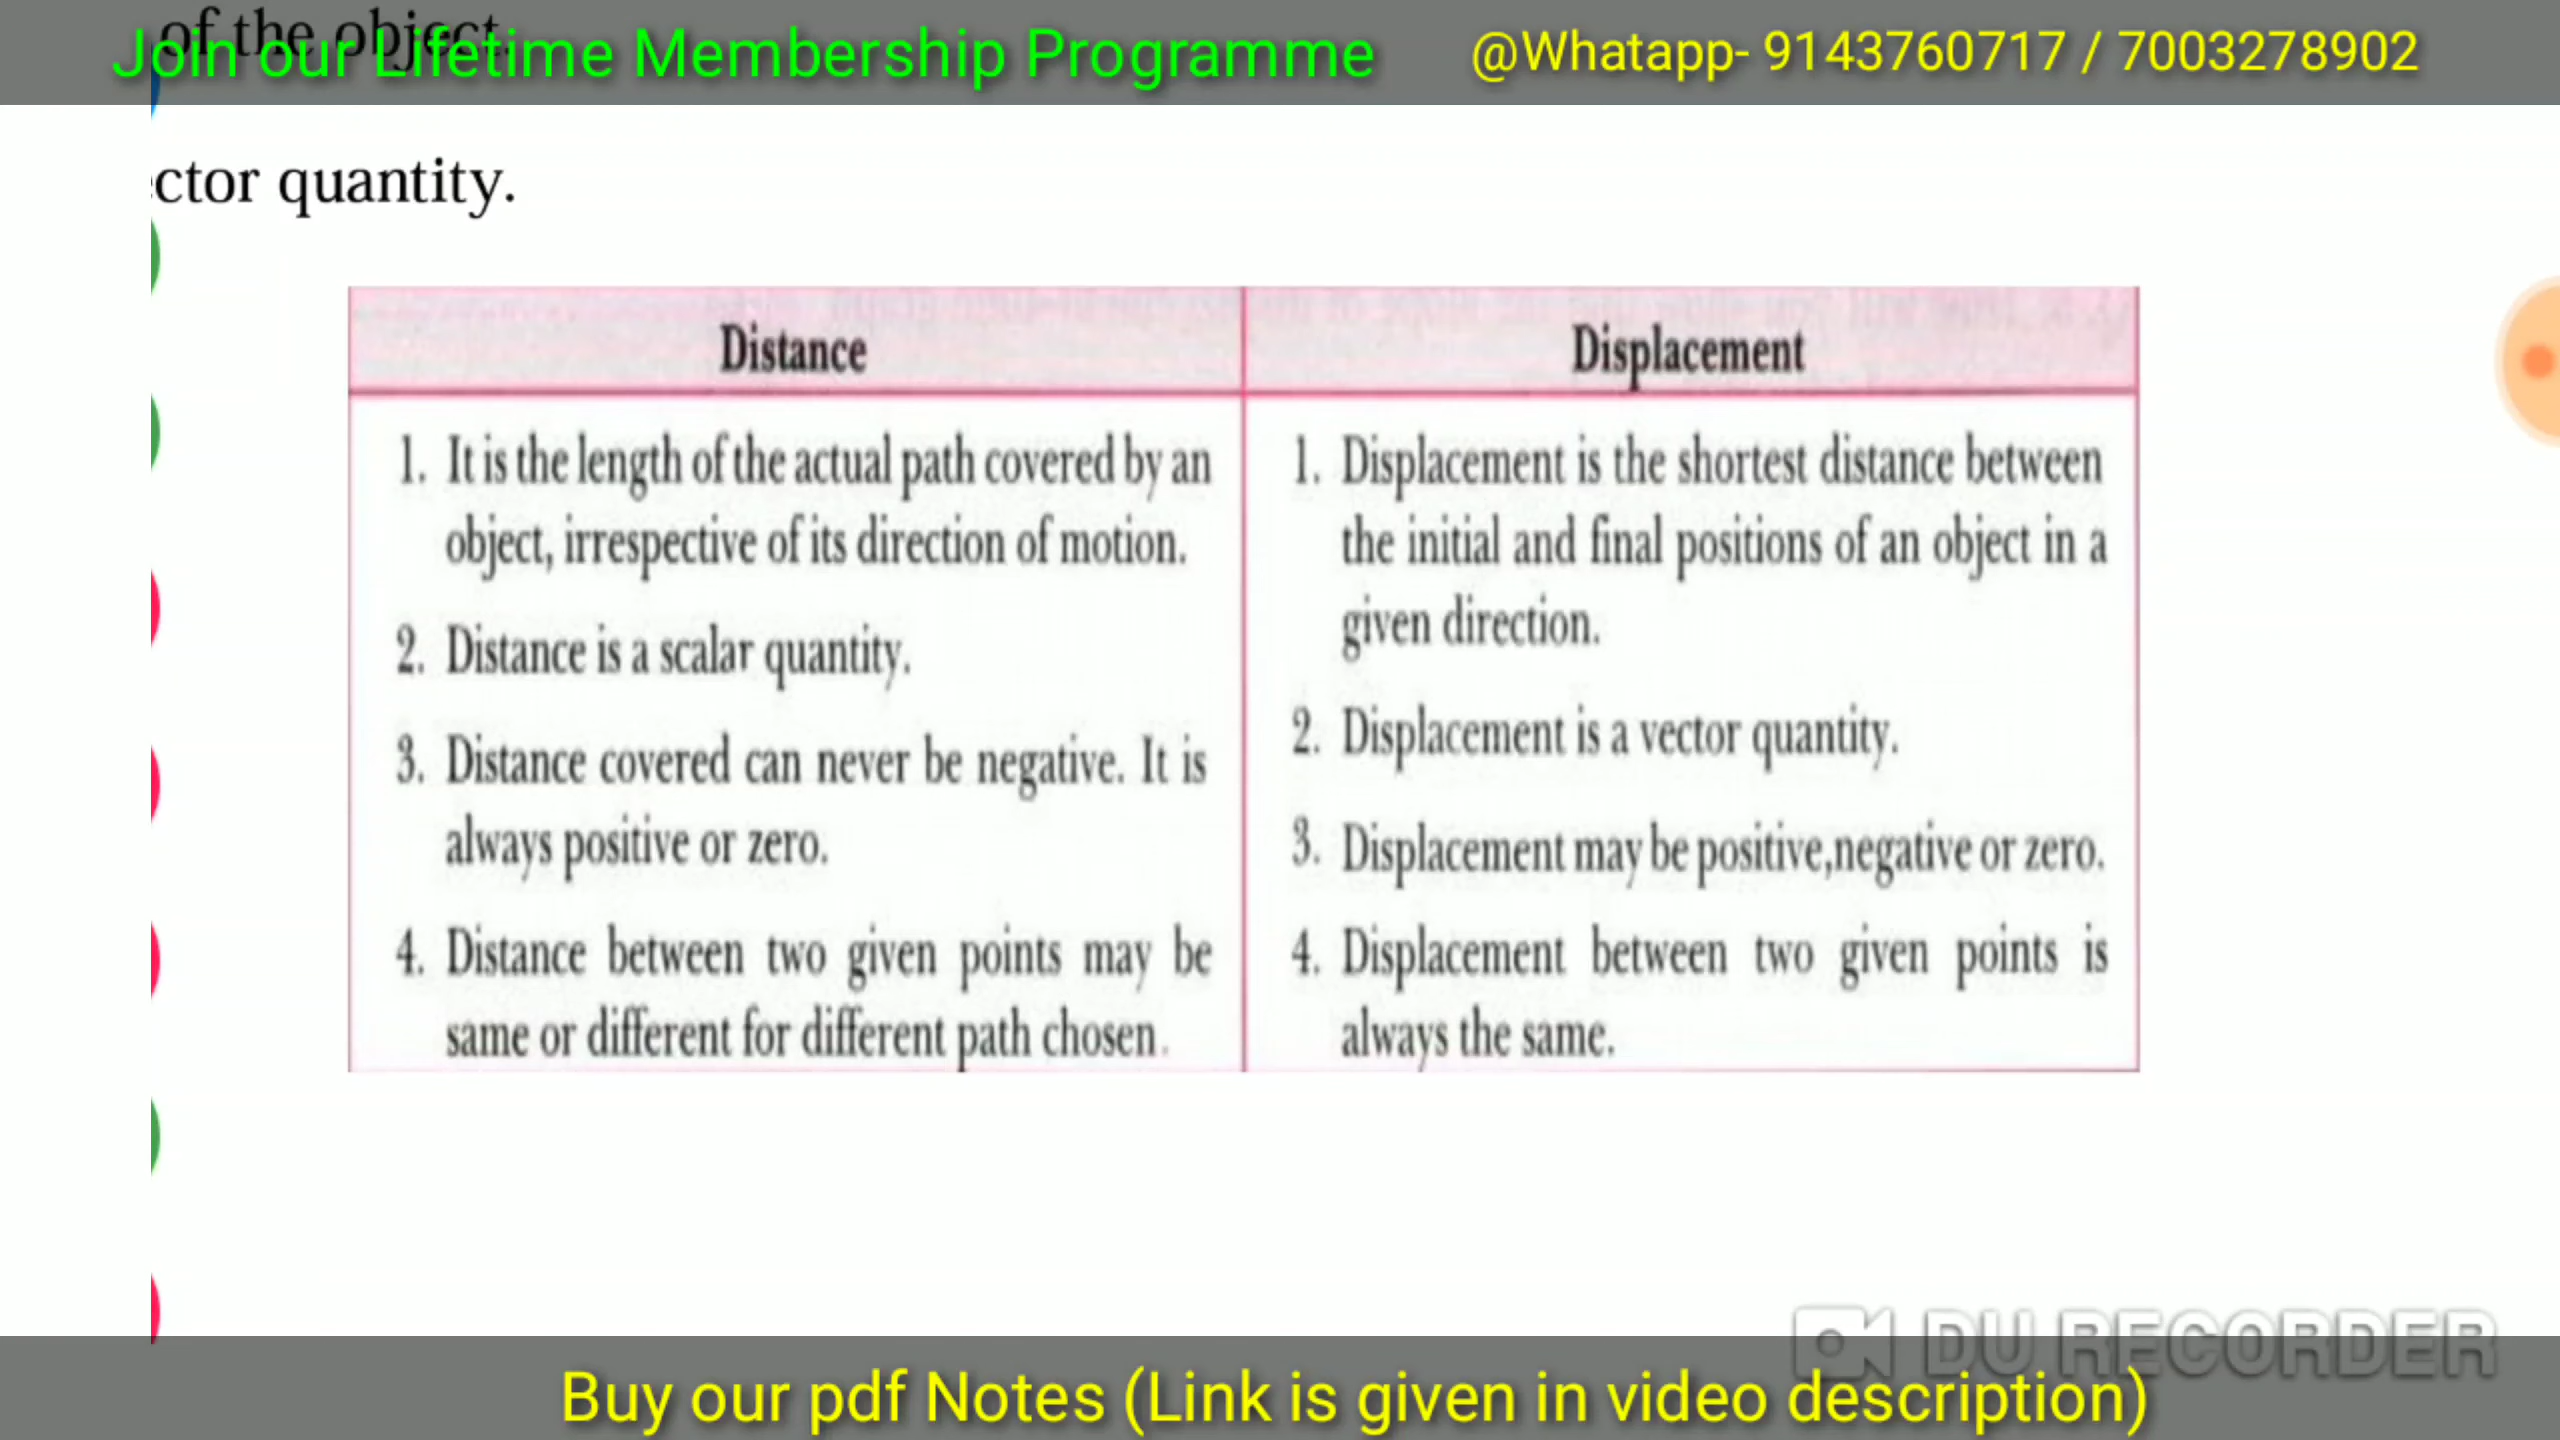 of the object.
Join our Lifetime Membership Programme @Whatapp- 9143760717 / 7003278902
ctor quantity.
Distance
1. It is the length of the actual path covered by an
object, irrespective of its direction of motion.
2. Distance is a scalar quantity.
3. Distance covered can never be negative. It is
always positive or zero.
4. Distance between two given points may be
same or different for different path chosen.
Displacement
1. Displacement is the shortest distance between
the initial and final positions of an object in a
given direction.
2. Displacement is a vector quantity.
3. Displacement may be positive,negative or zero.
4. Displacement between two given points is
always the same.
DU RECORDER
Buy our pdf Notes (Link is given in video description)